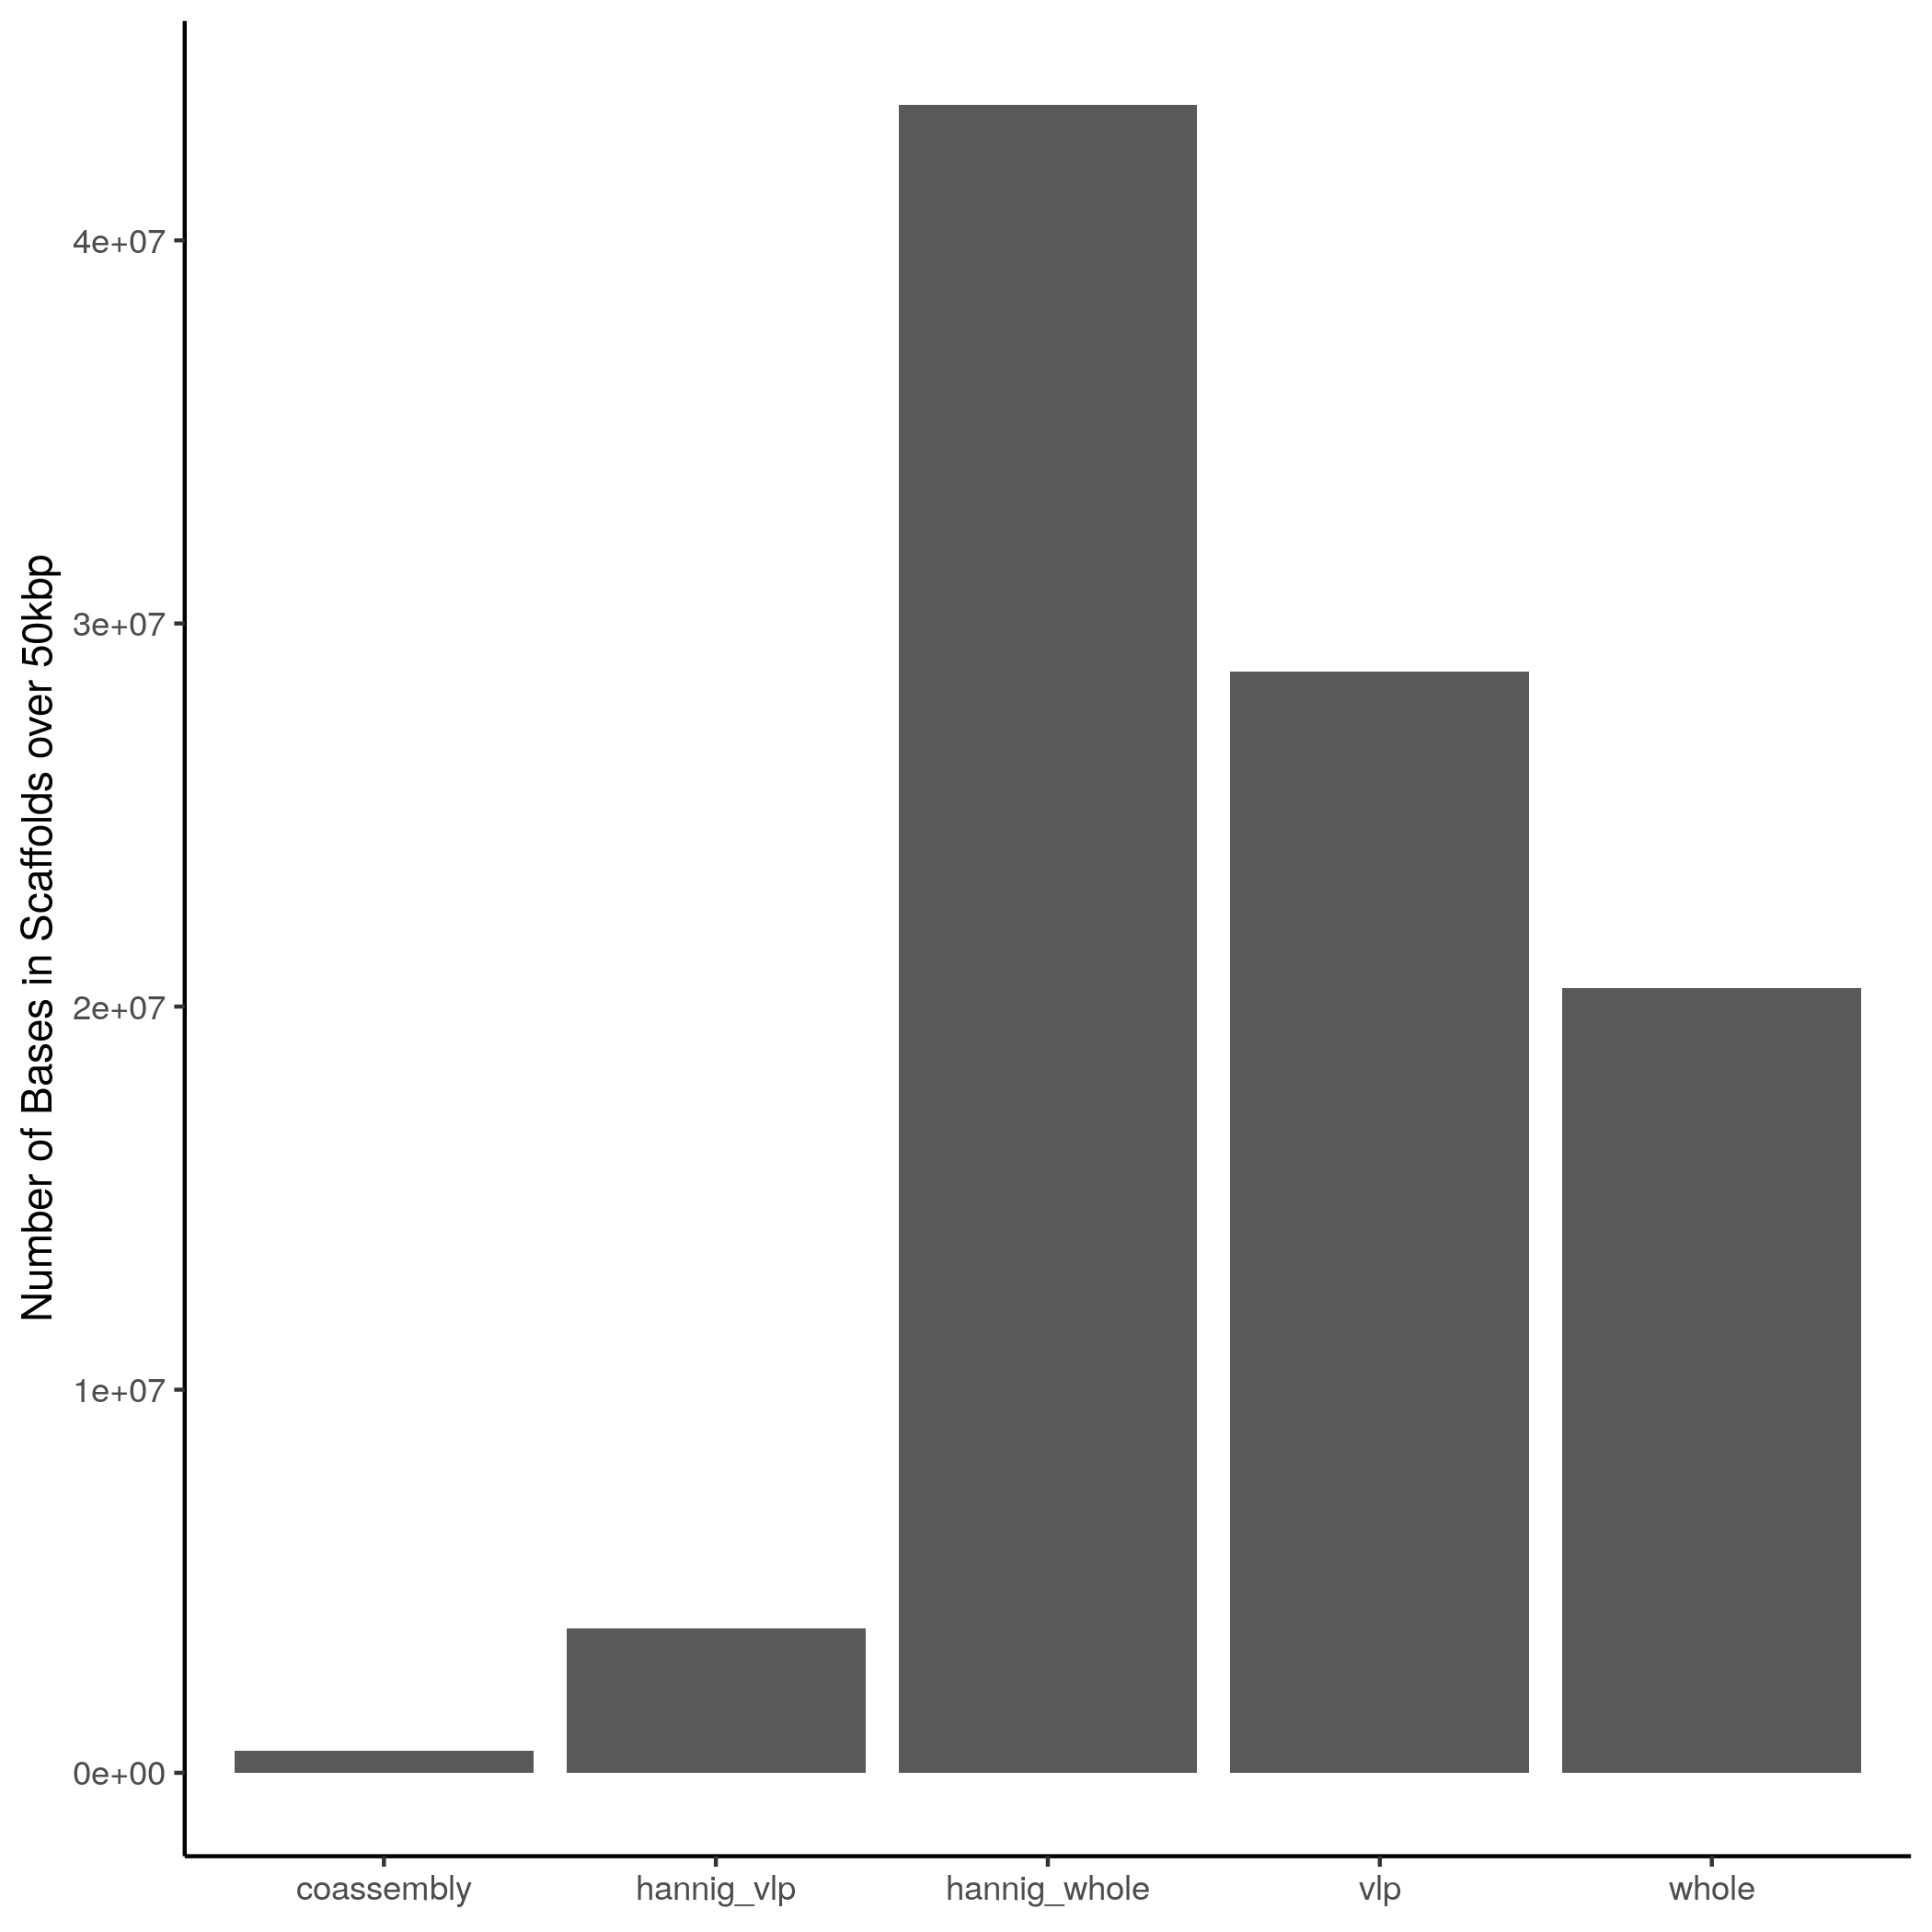 Number of Bases in Scaffolds over 50kbp
4e+07
3e+07
2e+07
1e+07
0e+00
coassembly hannig_vlp hannig_whole vlp whole